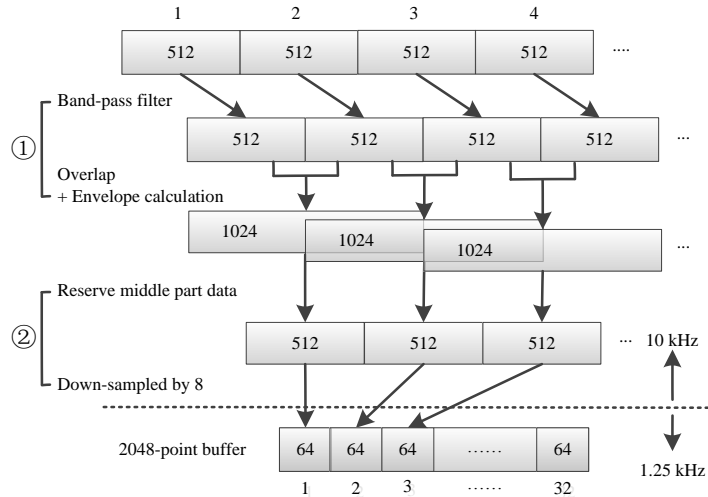 1 2 3 4
512 512 512 512 ....
Band-pass filter
①
512 512 512 512 ...
Overlap
+ Envelope calculation
1024 1024 1024 ...
Reserve middle part data
②
512 512 512 ... 10 kHz
Down-sampled by 8
2048-point buffer 64 64 64 ...... 64
1.25 kHz
1 2 3 ...... 32